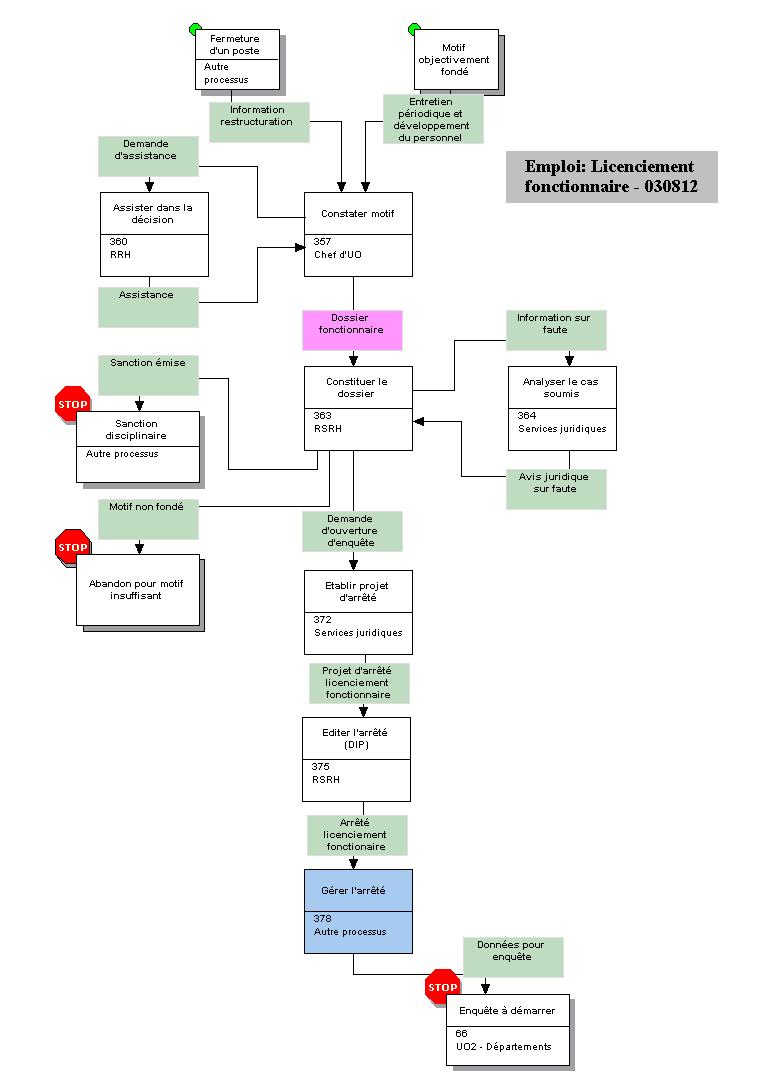 Fermeture
d'un poste
Autre
processus
Motif
objectivement
fondé
Information
restructuration
Entretien
périodique et
développement
du personnel
Demande
d'assistance
Emploi: Licenciement
fonctionnaire - 030812
Assister dans la
décision
360
RRH
Constater motif
357
Chef d'UO
Assistance
Dossier
fonctionnaire
Information sur
faute
Sanction émise
Constituer le
dossier
363
RSRH
Analyser le cas
soumis
364
Services juridiques
STOP
Sanction
disciplinaire
Autre processus
Avis juridique
sur faute
Motif non fondé
Demande
d'ouverture
d'enquête
STOP
Abandon pour motif
insuffisant
Etablir projet
d'arrêté
372
Services juridiques
Projet d'arrêté
licenciement
fonctionnaire
Editer l'arrêté
(DIP)
375
RSRH
Arrêté
licenciement
fonctionaire
Gérer l'arrêté
378
Autre processus
Données pour
enquête
STOP
Enquête à démarrer
66
UO2 - Départements